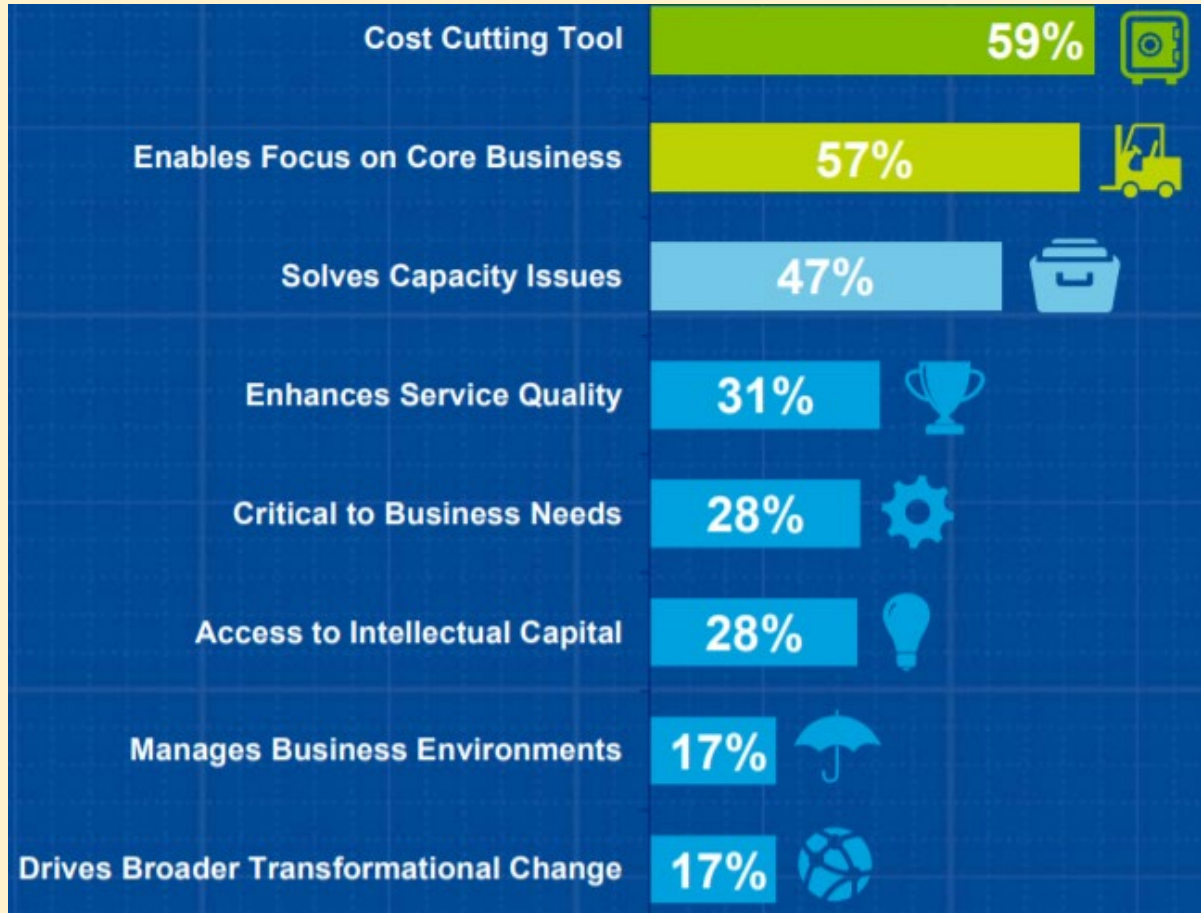 Cost Cutting Tool 59%
Enables Focus on Core Business 57%
Solves Capacity Issues 47%
Enhances Service Quality 31%
Critical to Business Needs 28%
Access to Intellectual Capital 28%
Manages Business Environments 17%
Drives Broader Transformational Change 17%